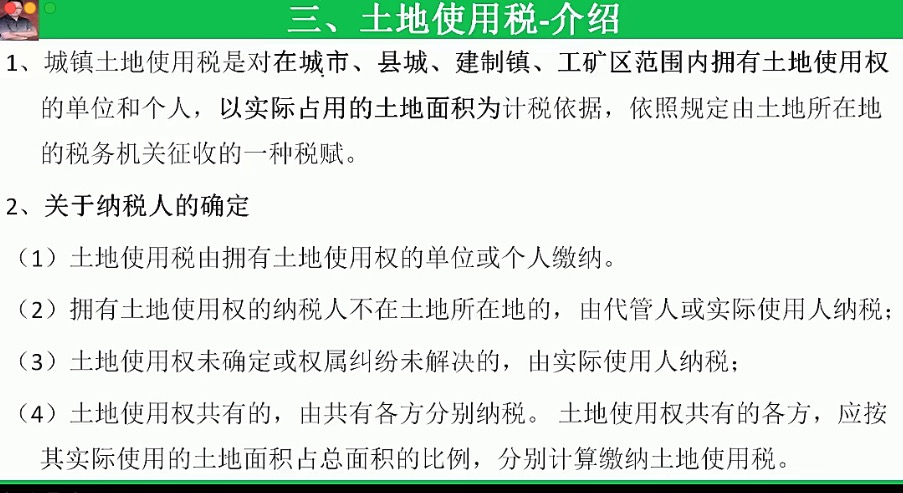 三、土地使用税-介绍
1、城镇土地使用税是对在城市、县城、建制镇、工矿区范围内拥有土地使用权
的单位和个人，以实际占用的土地面积为计税依据，依照规定由土地所在地
的税务机关征收的一种税赋。
2、关于纳税人的确定
（1）土地使用税由拥有土地使用权的单位或个人缴纳。
（2）拥有土地使用权的纳税人不在土地所在地的，由代管人或实际使用人纳税；
（3）土地使用权未确定或权属纠纷未解决的，由实际使用人纳税；
（4）土地使用权共有的，由共有各方分别纳税。 土地使用权共有的各方，应按
其实际使用的土地面积占总面积的比例，分别计算缴纳土地使用税。